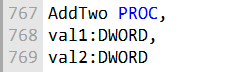 767 AddTwo PROC,
768 val1:DWORD,
769 val2:DWORD